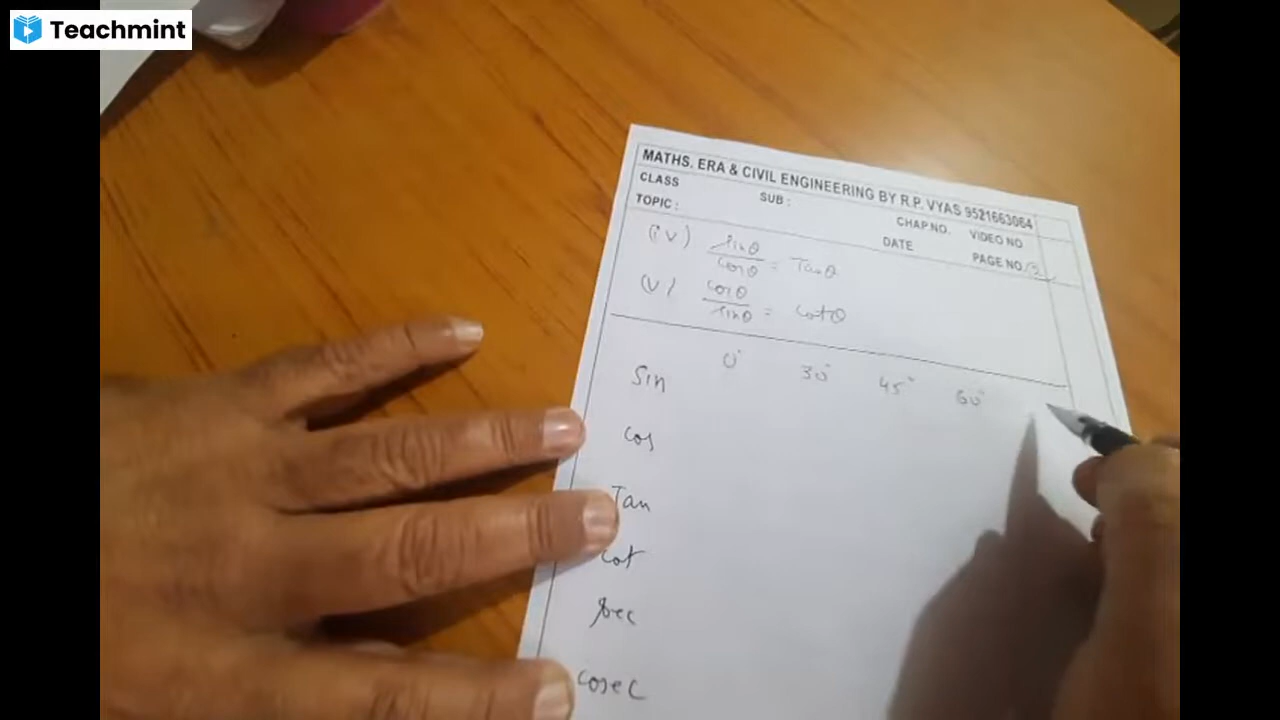 Teachmint
MATHS. ERA & CIVIL ENGINEERING BY R.P. VYAS 9521663064
CLASS SUB : CHAP.NO. VIDEO NO.
TOPIC : DATE PAGE NO. 3
(iv) sinθ / cosθ = Tanθ
(v) cosθ / sinθ = cotθ
0° 30° 45° 60°
Sin
cos
Tan
cot
sec
cosec